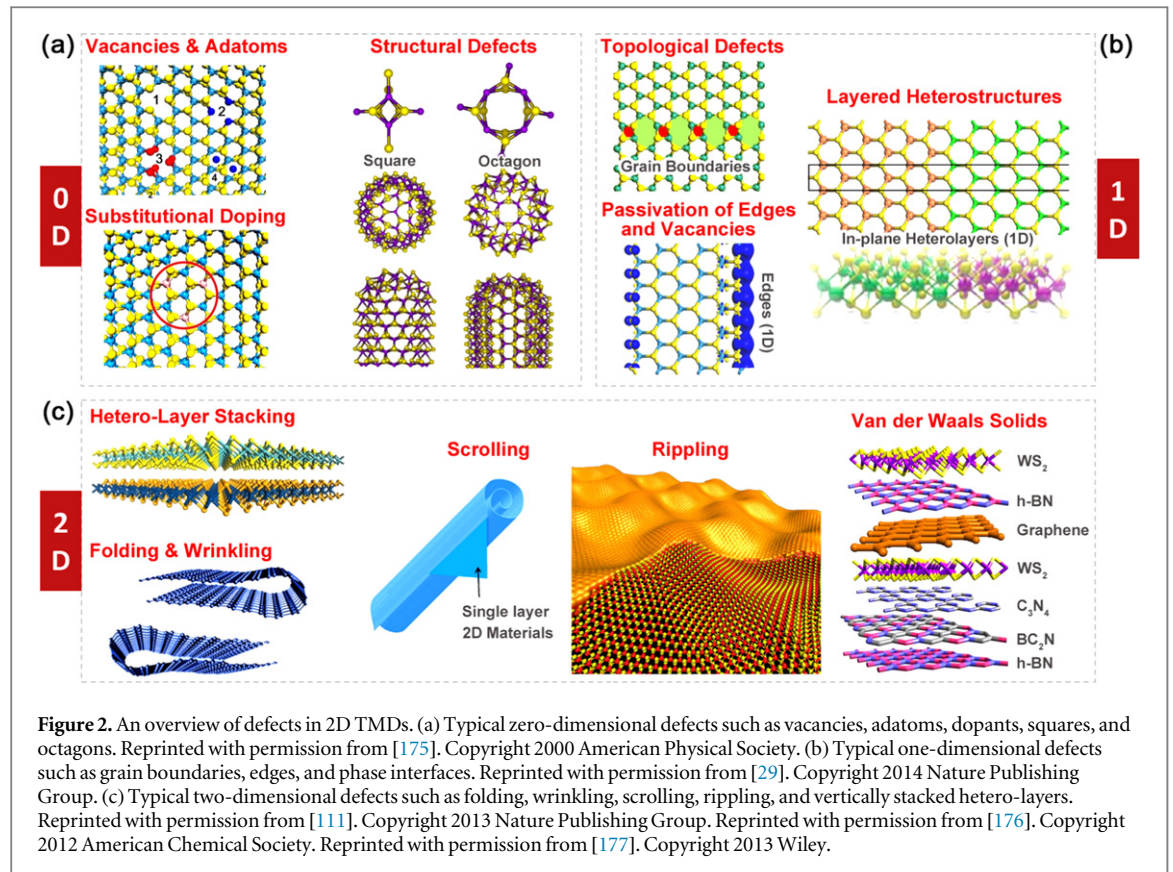 (a)
Vacancies & Adatoms
1
2
3
4
2
Structural Defects
Square
Octagon
0
D
Substitutional Doping
Topological Defects
Grain Boundaries
(b)
Layered Heterostructures
In-plane Heterolayers (1D)
1
D
Passivation of Edges
and Vacancies
Edges (1D)
(c)
Hetero-Layer Stacking
2
D
Folding & Wrinkling
Scrolling
Single layer
2D Materials
Rippling
Van der Waals Solids
WS₂
h-BN
Graphene
WS₂
C₃N₄
BC₂N
h-BN
Figure 2. An overview of defects in 2D TMDs. (a) Typical zero-dimensional defects such as vacancies, adatoms, dopants, squares, and
octagons. Reprinted with permission from [175]. Copyright 2000 American Physical Society. (b) Typical one-dimensional defects
such as grain boundaries, edges, and phase interfaces. Reprinted with permission from [29]. Copyright 2014 Nature Publishing
Group. (c) Typical two-dimensional defects such as folding, wrinkling, scrolling, rippling, and vertically stacked hetero-layers.
Reprinted with permission from [111]. Copyright 2013 Nature Publishing Group. Reprinted with permission from [176]. Copyright
2012 American Chemical Society. Reprinted with permission from [177]. Copyright 2013 Wiley.